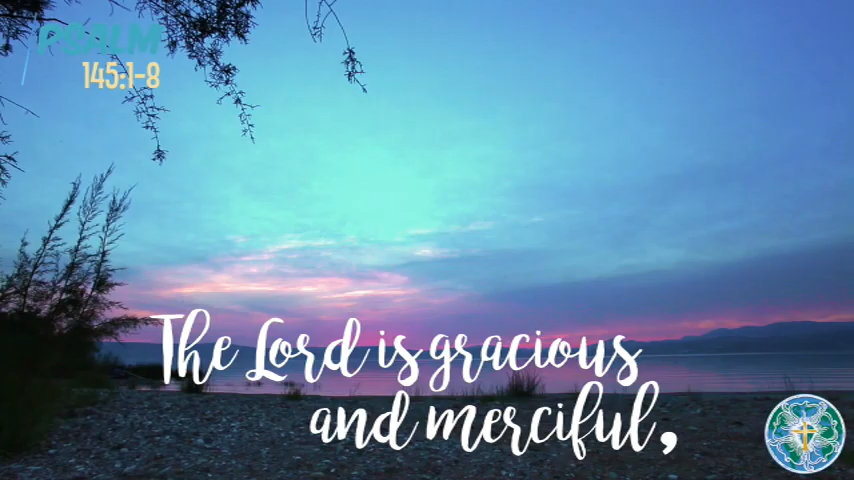 PSALM
145:1-8
The Lord is gracious
and merciful,